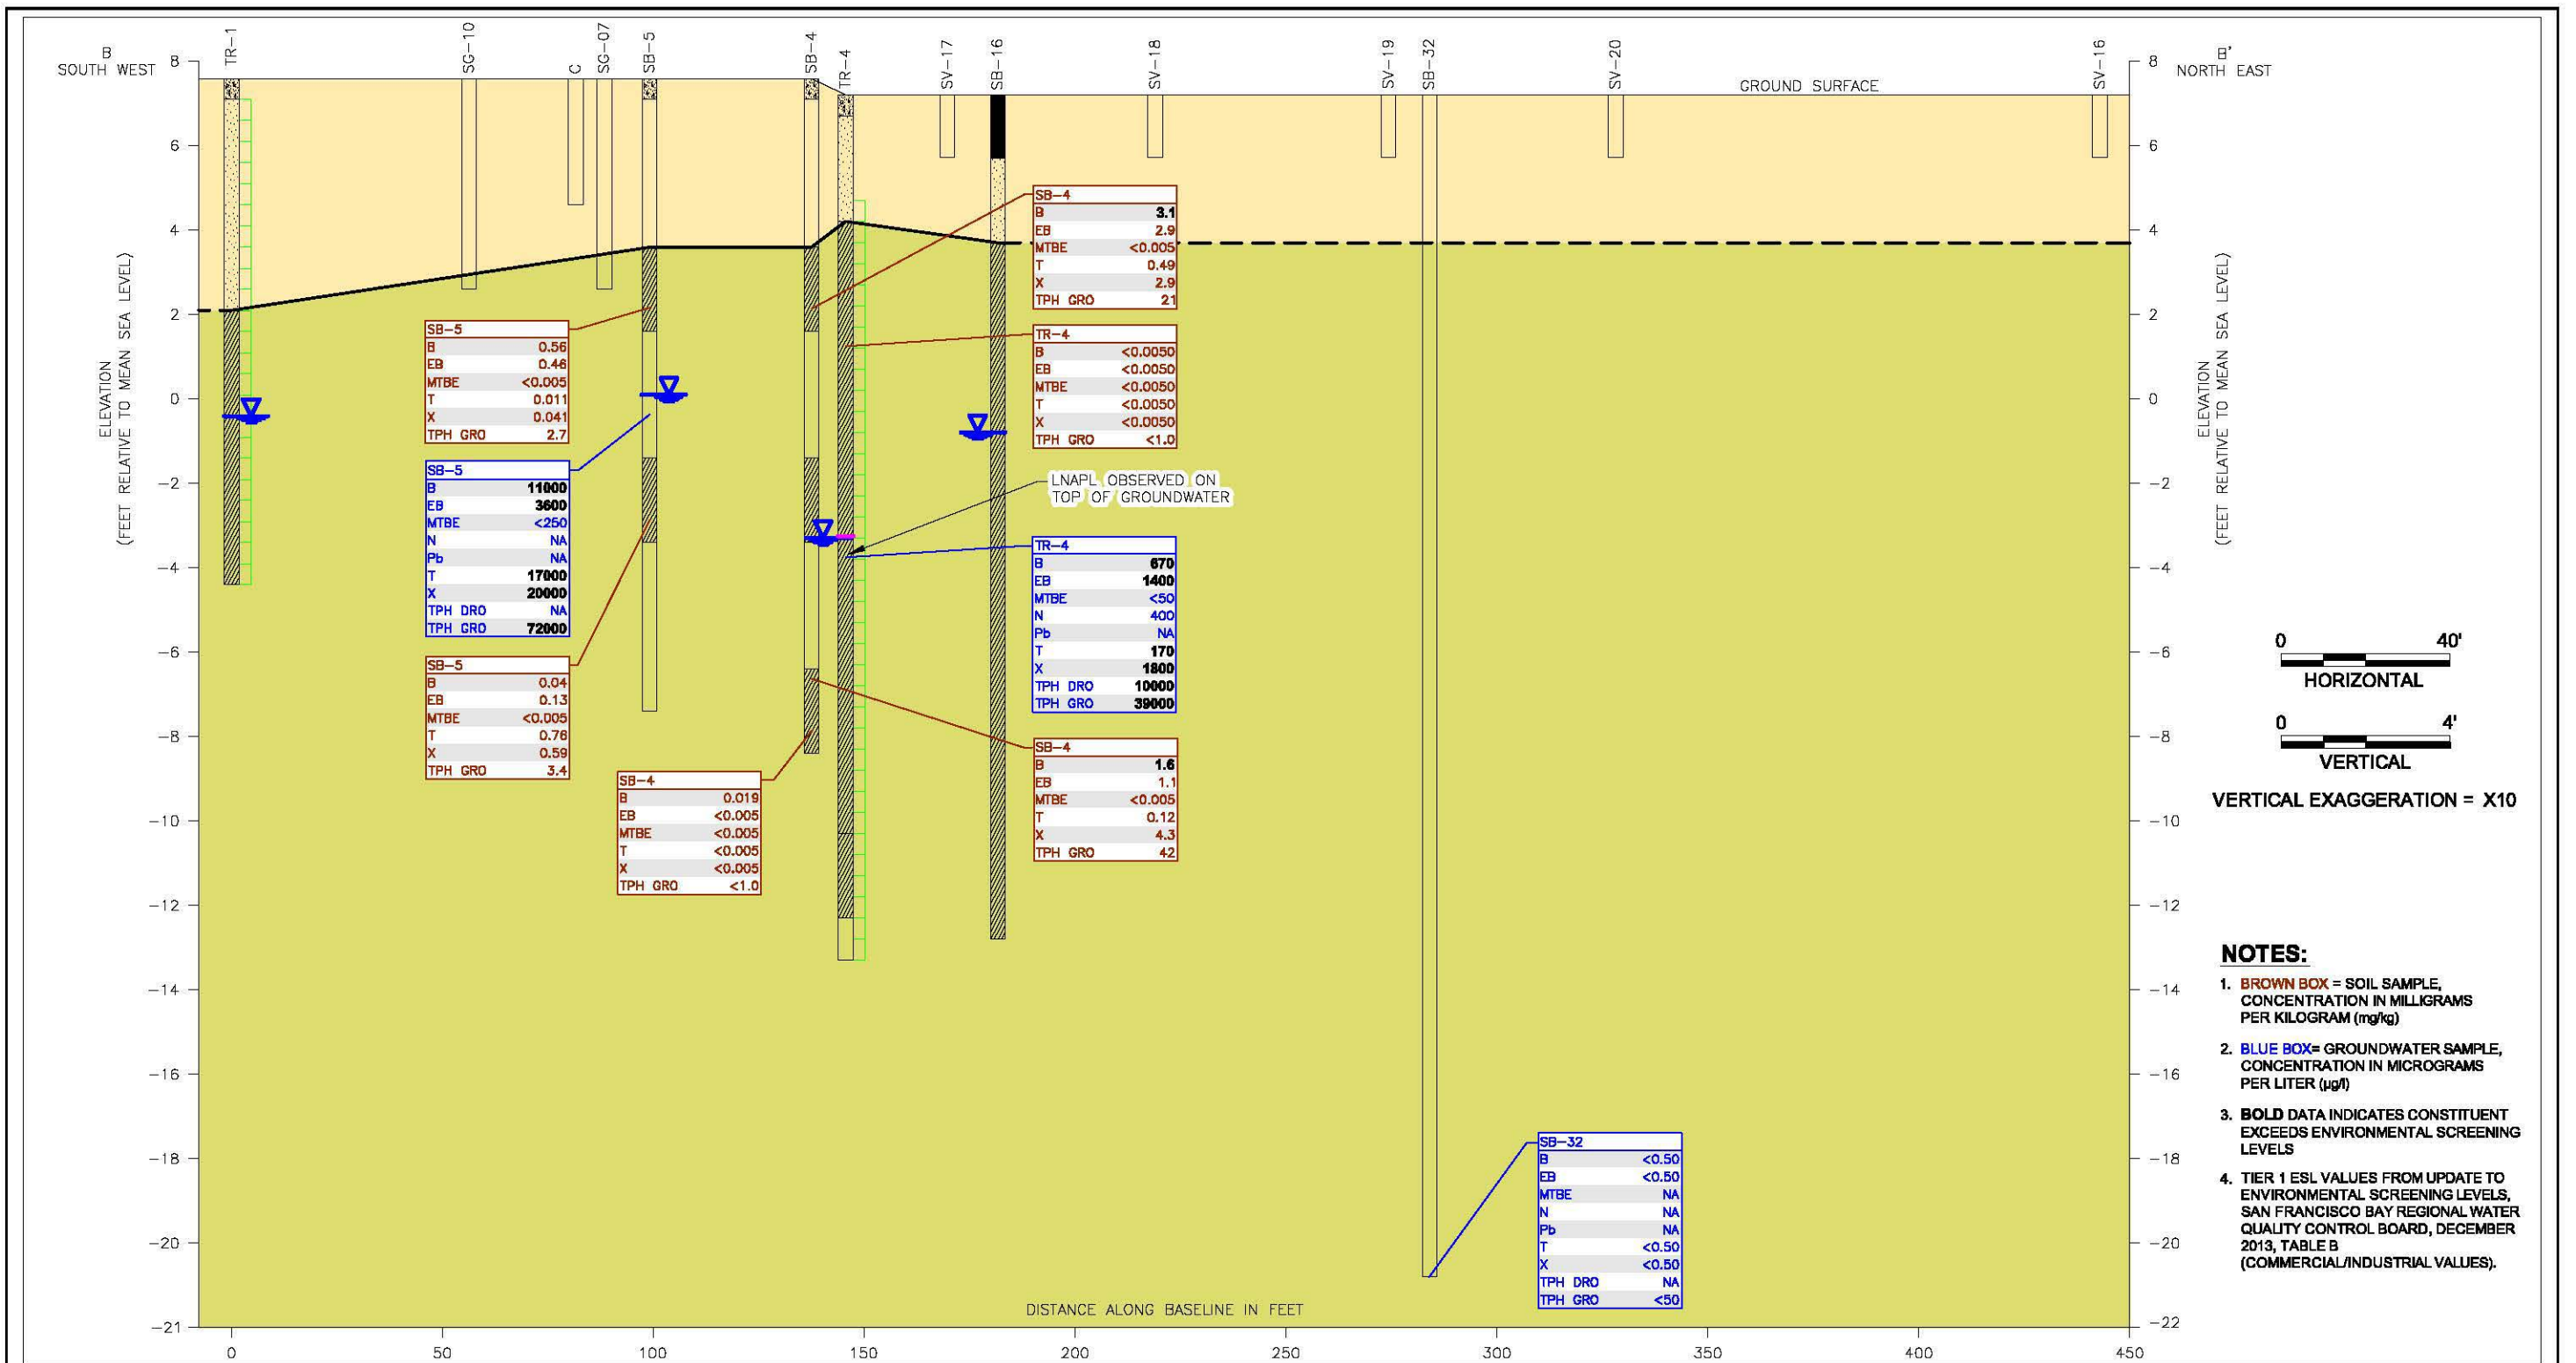 B
SOUTH WEST
TR-1
SG-10
C
SG-07
SB-5
SB-4
TR-4
SV-17
SB-16
SV-18
SV-19
SB-32
SV-20
SV-16
B'
NORTH EAST
GROUND SURFACE
8
6
4
2
0
-2
-4
-6
-8
-10
-12
-14
-16
-18
-20
-21
ELEVATION
(FEET RELATIVE TO MEAN SEA LEVEL)
SB-4
B 3.1
EB 2.9
MTBE <0.005
T 0.49
X 2.9
TPH GRO 21
SB-5
B 0.56
EB 0.46
MTBE <0.005
T 0.011
X 0.041
TPH GRO 2.7
TR-4
B <0.0050
EB <0.0050
MTBE <0.0050
T <0.0050
X <0.0050
TPH GRO <1.0
SB-5
B 11000
EB 3600
MTBE <250
N NA
Pb NA
T 17000
X 20000
TPH DRO NA
TPH GRO 72000
LNAPL OBSERVED ON
TOP OF GROUNDWATER
TR-4
B 670
EB 1400
MTBE <50
N 400
Pb NA
T 170
X 1800
TPH DRO 10000
TPH GRO 39000
SB-5
B 0.04
EB 0.13
MTBE <0.005
T 0.76
X 0.59
TPH GRO 3.4
SB-4
B 1.6
EB 1.1
MTBE <0.005
T 0.12
X 4.3
TPH GRO 42
SB-4
B 0.019
EB <0.005
MTBE <0.005
T <0.005
X <0.005
TPH GRO <1.0
SB-32
B <0.50
EB <0.50
MTBE NA
N NA
Pb NA
T <0.50
X <0.50
TPH DRO NA
TPH GRO <50
DISTANCE ALONG BASELINE IN FEET
0 50 100 150 200 250 300 350 400 450
8
6
4
2
0
-2
-4
-6
-8
-10
-12
-14
-16
-18
-20
-22
ELEVATION
(FEET RELATIVE TO MEAN SEA LEVEL)
0 40'
HORIZONTAL
0 4'
VERTICAL
VERTICAL EXAGGERATION = X10
NOTES:
1. BROWN BOX = SOIL SAMPLE,
CONCENTRATION IN MILLIGRAMS
PER KILOGRAM (mg/kg)
2. BLUE BOX= GROUNDWATER SAMPLE,
CONCENTRATION IN MICROGRAMS
PER LITER (µg/l)
3. BOLD DATA INDICATES CONSTITUENT
EXCEEDS ENVIRONMENTAL SCREENING
LEVELS
4. TIER 1 ESL VALUES FROM UPDATE TO
ENVIRONMENTAL SCREENING LEVELS,
SAN FRANCISCO BAY REGIONAL WATER
QUALITY CONTROL BOARD, DECEMBER
2013, TABLE B
(COMMERCIAL/INDUSTRIAL VALUES).